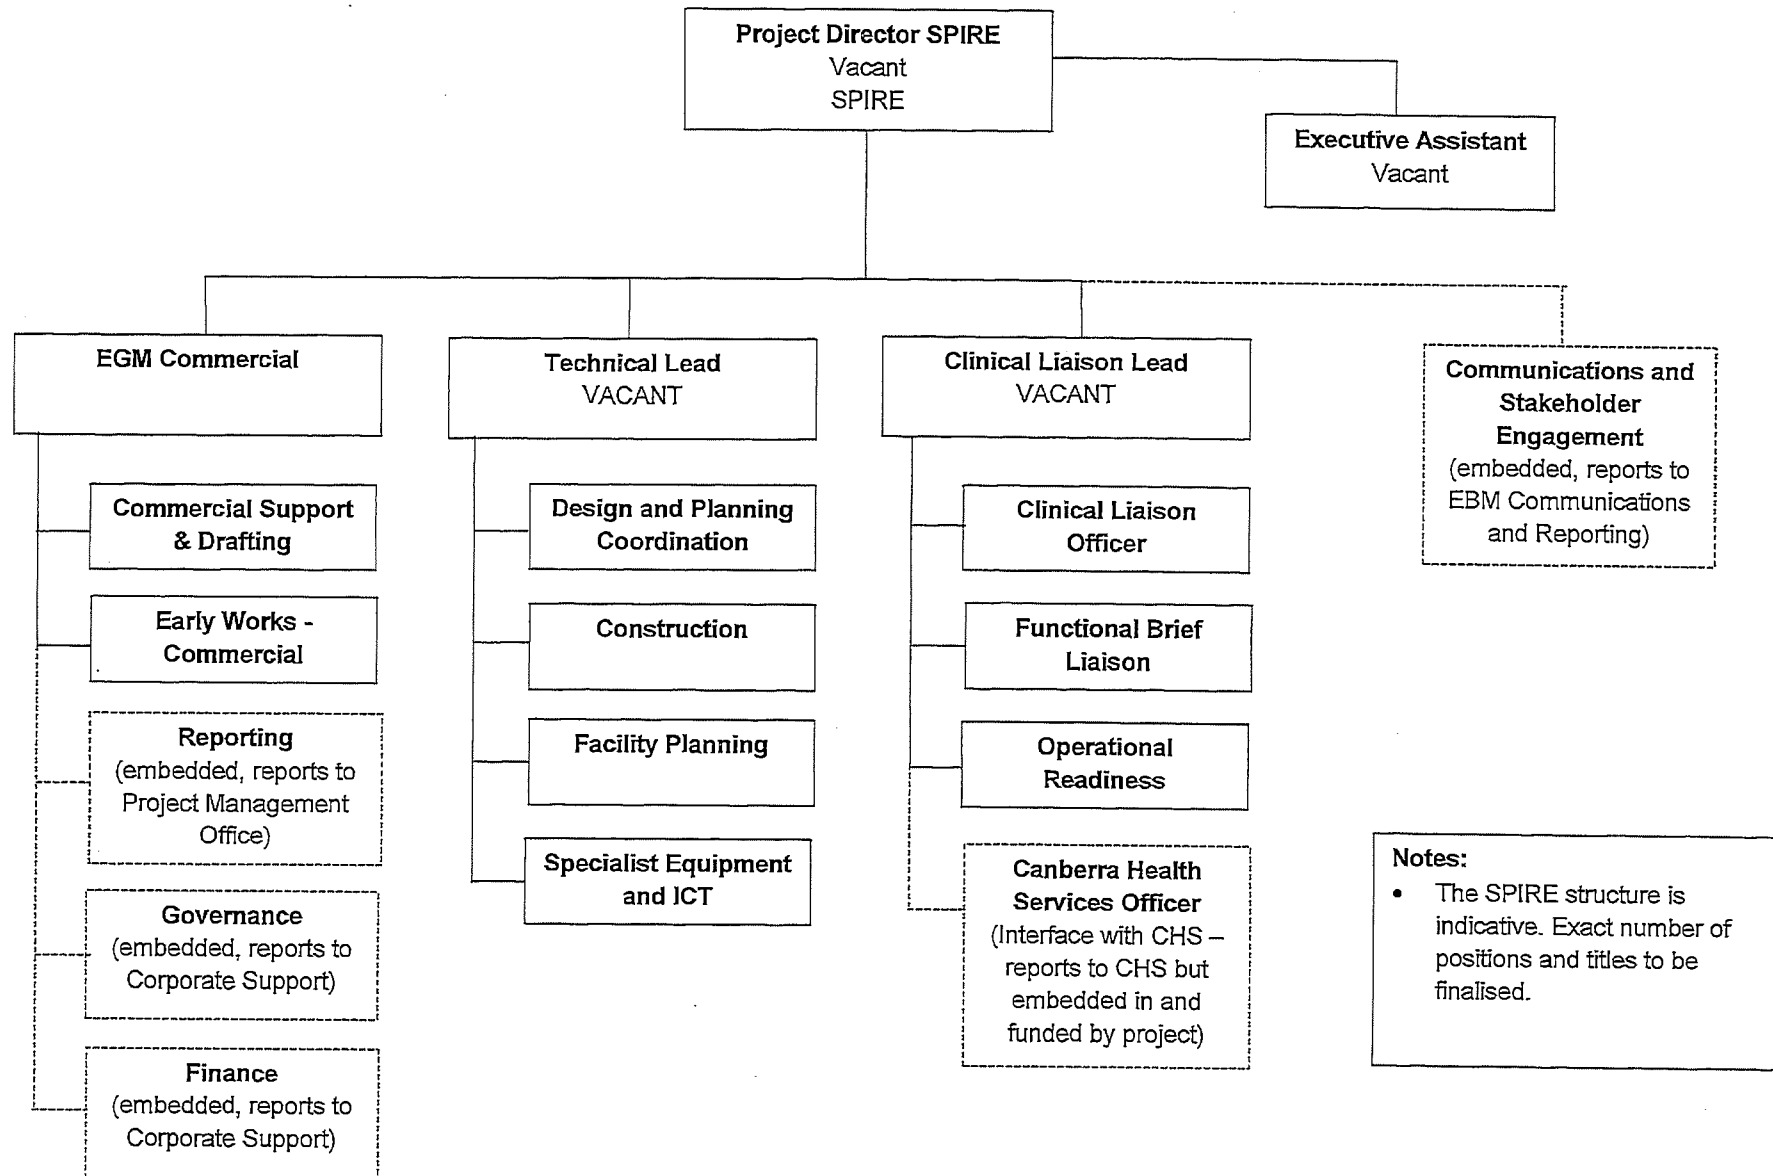 Project Director SPIRE
Vacant
SPIRE
Executive Assistant
Vacant
EGM Commercial
Commercial Support
& Drafting
Early Works -
Commercial
Reporting
(embedded, reports to
Project Management
Office)
Governance
(embedded, reports to
Corporate Support)
Finance
(embedded, reports to
Corporate Support)
Technical Lead
VACANT
Design and Planning
Coordination
Construction
Facility Planning
Specialist Equipment
and ICT
Clinical Liaison Lead
VACANT
Clinical Liaison
Officer
Functional Brief
Liaison
Operational
Readiness
Canberra Health
Services Officer
(Interface with CHS –
reports to CHS but
embedded in and
funded by project)
Communications and
Stakeholder
Engagement
(embedded, reports to
EBM Communications
and Reporting)
Notes:
• The SPIRE structure is
indicative. Exact number of
positions and titles to be
finalised.